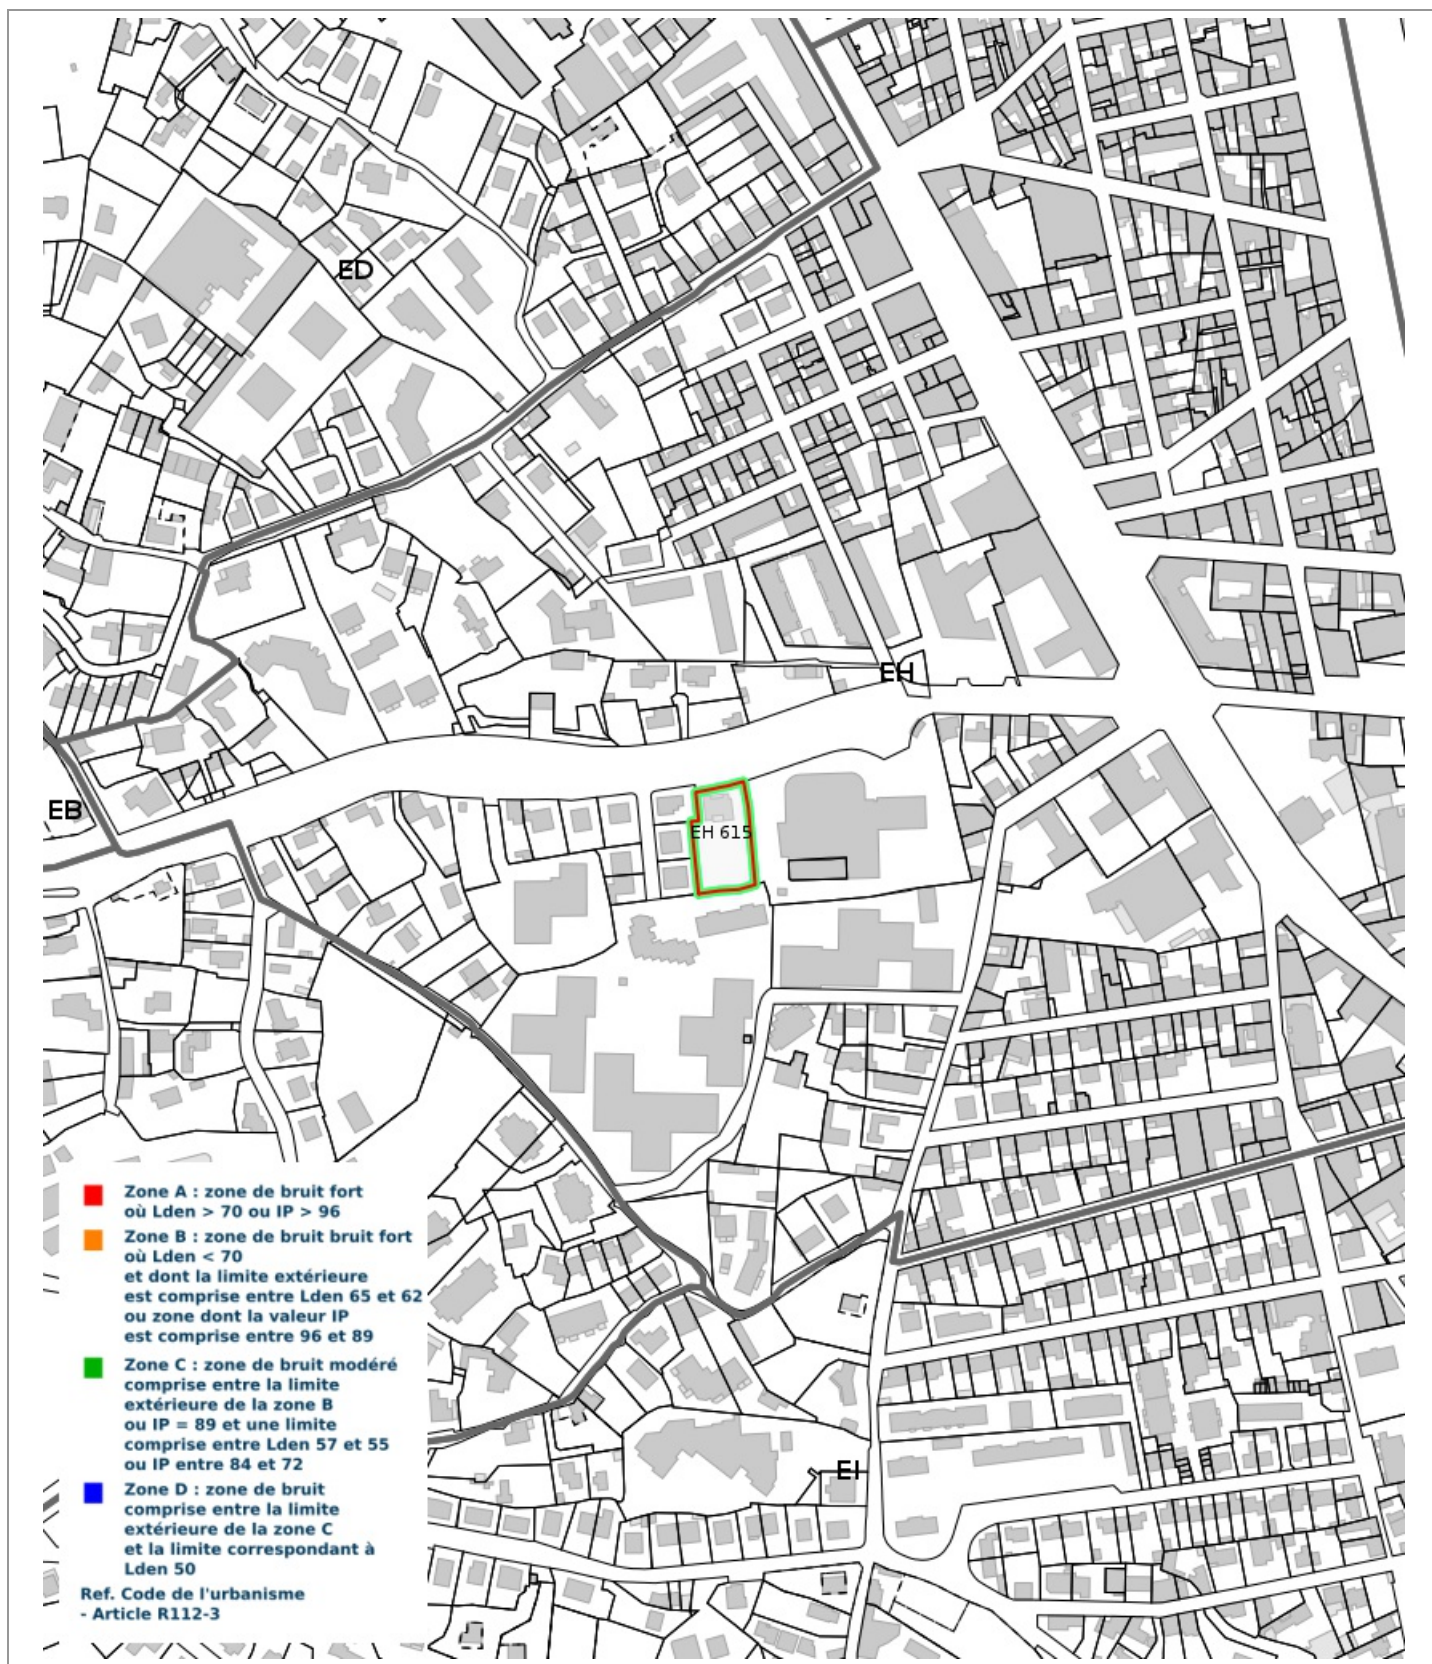 ED
EH
EB
EH 615
Zone A : zone de bruit fort
où Lden > 70 ou IP > 96
Zone B : zone de bruit bruit fort
où Lden < 70
et dont la limite extérieure
est comprise entre Lden 65 et 62
ou zone dont la valeur IP
est comprise entre 96 et 89
Zone C : zone de bruit modéré
comprise entre la limite
extérieure de la zone B
ou IP = 89 et une limite
comprise entre Lden 57 et 55
ou IP entre 84 et 72
EI
Zone D : zone de bruit
comprise entre la limite
extérieure de la zone C
et la limite correspondant à
Lden 50
Ref. Code de l'urbanisme
- Article R112-3